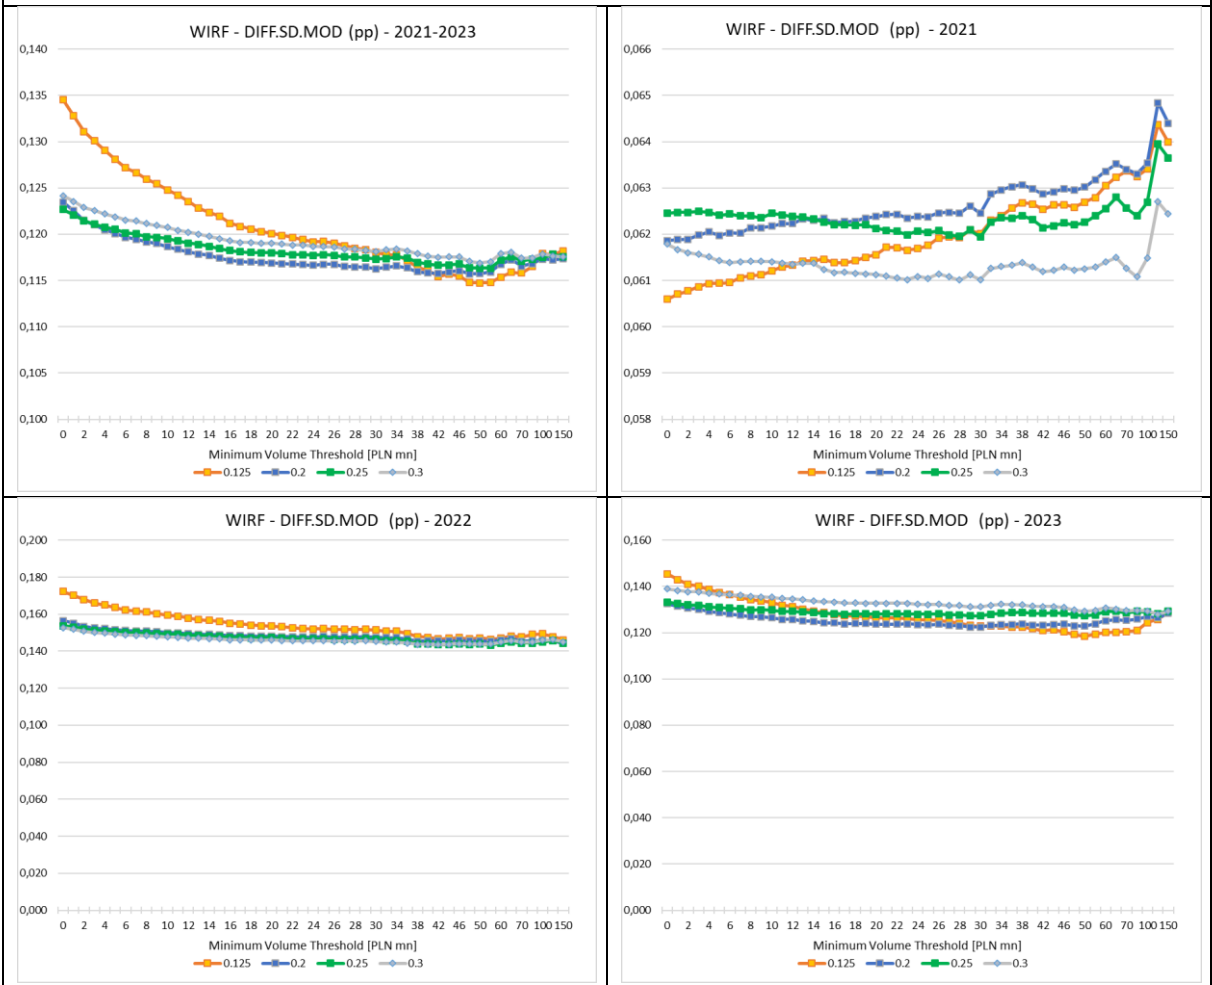 WIRF - DIFF.SD.MOD (pp) - 2021-2023
0,140
0,135
0,130
0,125
0,120
0,115
0,110
0,105
0,100
0 2 4 6 8 10 12 14 16 18 20 22 24 26 28 30 34 38 42 46 50 60 70 100 150
Minimum Volume Threshold [PLN mn]
0.125 0.2 0.25 0.3
WIRF - DIFF.SD.MOD (pp) - 2021
0,066
0,065
0,064
0,063
0,062
0,061
0,060
0,059
0,058
0 2 4 6 8 10 12 14 16 18 20 22 24 26 28 30 34 38 42 46 50 60 70 100 150
Minimum Volume Threshold [PLN mn]
0.125 0.2 0.25 0.3
WIRF - DIFF.SD.MOD (pp) - 2022
0,200
0,180
0,160
0,140
0,120
0,100
0,080
0,060
0,040
0,020
0,000
0 2 4 6 8 10 12 14 16 18 20 22 24 26 28 30 34 38 42 46 50 60 70 100 150
Minimum Volume Threshold [PLN mn]
0.125 0.2 0.25 0.3
WIRF - DIFF.SD.MOD (pp) - 2023
0,160
0,140
0,120
0,100
0,080
0,060
0,040
0,020
0,000
0 2 4 6 8 10 12 14 16 18 20 22 24 26 28 30 34 38 42 46 50 60 70 100 150
Minimum Volume Threshold [PLN mn]
0.125 0.2 0.25 0.3